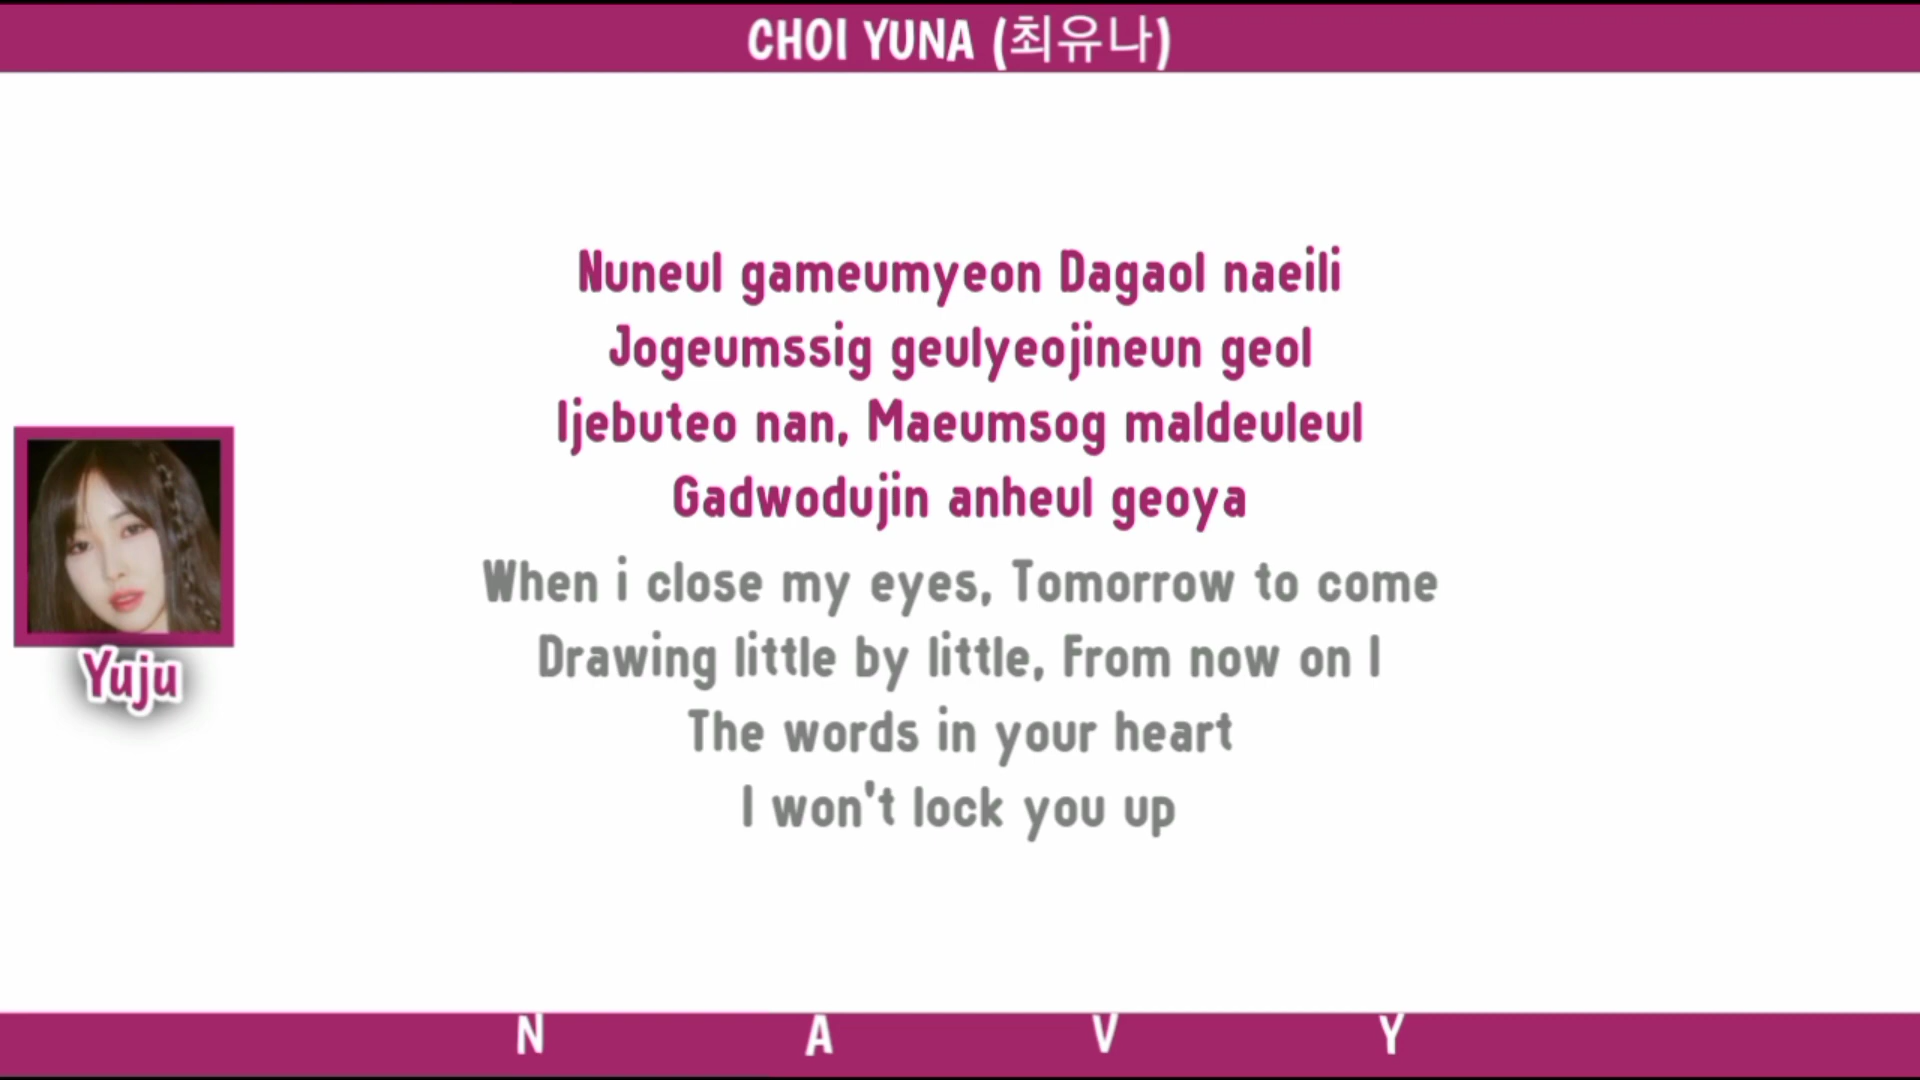 CHOI YUNA (최유나)
Nuneul gameumyeon Dagaol naeili
Jogeumssig geulyeojineun geol
Ijebuteo nan, Maeumsog maldeuleul
Gadwodujin anheul geoya
When i close my eyes, Tomorrow to come
Drawing little by little, From now on I
The words in your heart
I won't lock you up
Yuju
N A V Y